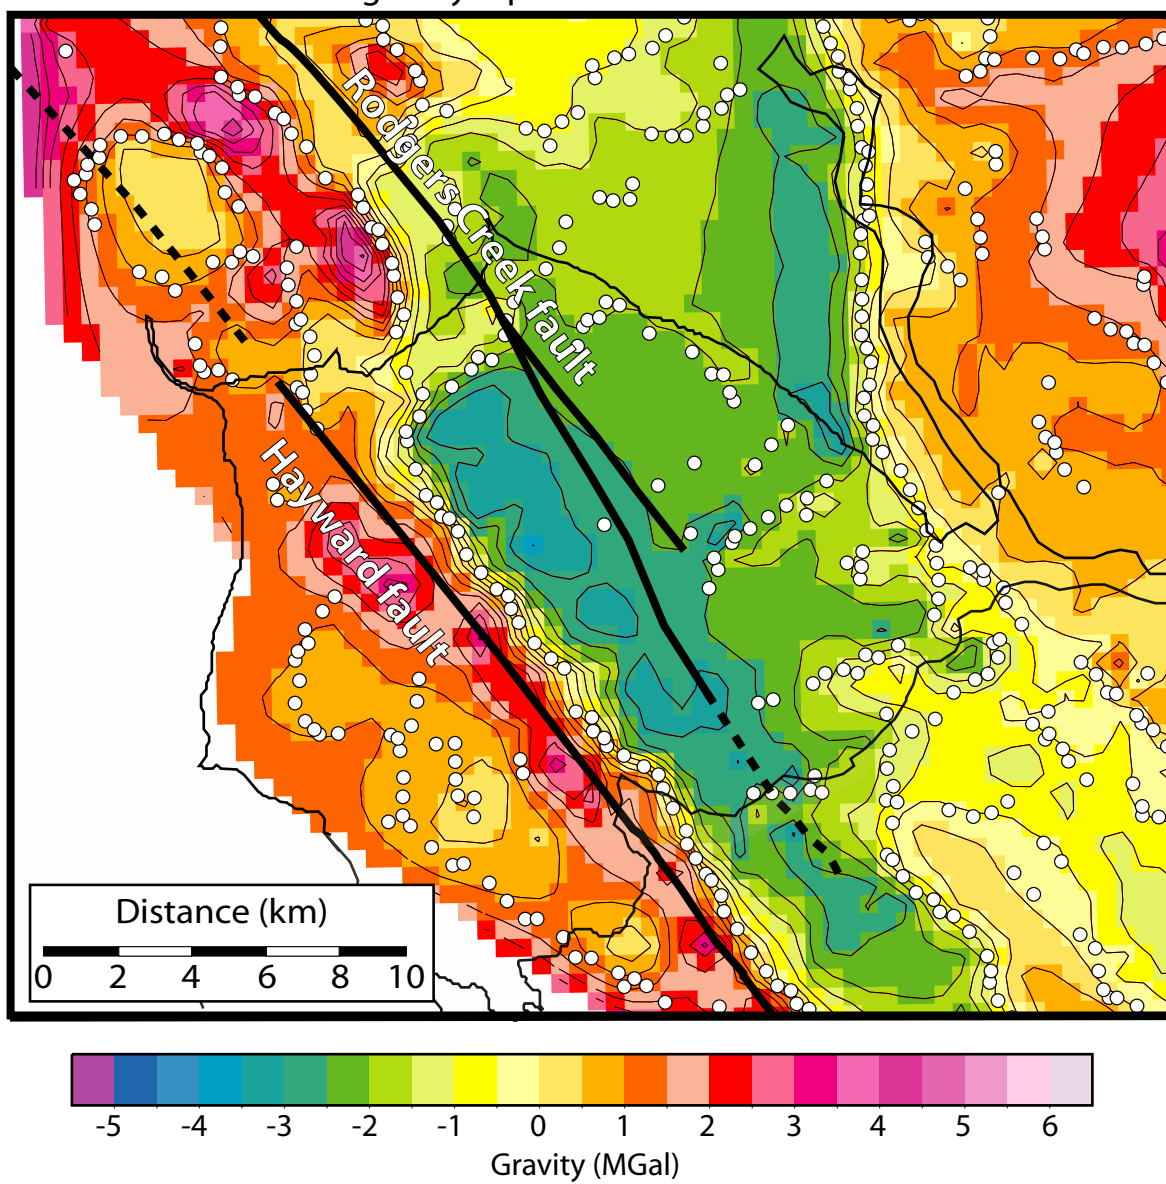 Rodgers Creek fault
Hayward fault
Distance (km)
0 2 4 6 8 10
-5 -4 -3 -2 -1 0 1 2 3 4 5 6
Gravity (MGal)